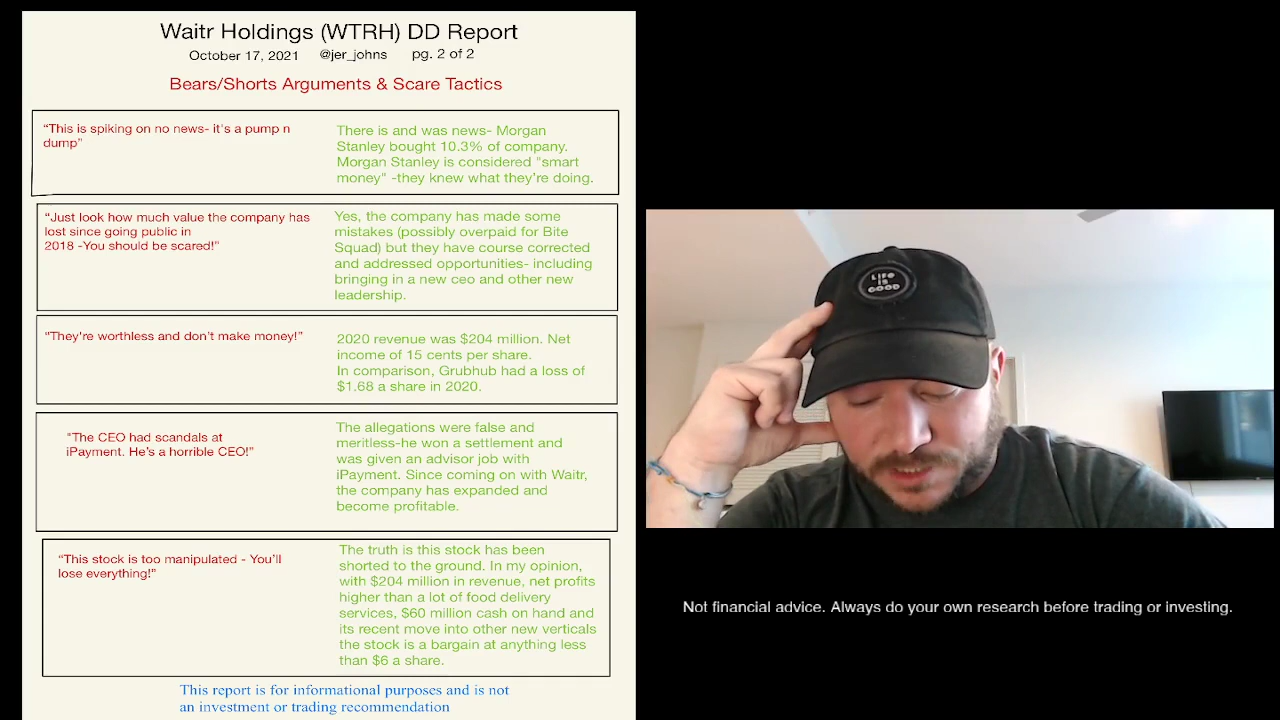 Waitr Holdings (WTRH) DD Report
October 17, 2021 @jer_johns pg. 2 of 2
Bears/Shorts Arguments & Scare Tactics
“This is spiking on no news- it's a pump n
dump”
There is and was news- Morgan
Stanley bought 10.3% of company.
Morgan Stanley is considered "smart
money" -they knew what they’re doing.
“Just look how much value the company has
lost since going public in
2018 -You should be scared!”
Yes, the company has made some
mistakes (possibly overpaid for Bite
Squad) but they have course corrected
and addressed opportunities- including
bringing in a new ceo and other new
leadership.
“They're worthless and don’t make money!”
2020 revenue was $204 million. Net
income of 15 cents per share.
In comparison, Grubhub had a loss of
$1.68 a share in 2020.
"The CEO had scandals at
iPayment. He’s a horrible CEO!”
The allegations were false and
meritless-he won a settlement and
was given an advisor job with
iPayment. Since coming on with Waitr,
the company has expanded and
become profitable.
“This stock is too manipulated - You’ll
lose everything!”
The truth is this stock has been
shorted to the ground. In my opinion,
with $204 million in revenue, net profits
higher than a lot of food delivery
services, $60 million cash on hand and
its recent move into other new verticals
the stock is a bargain at anything less
than $6 a share.
This report is for informational purposes and is not
an investment or trading recommendation
LIFE
IS
GOOD
Not financial advice. Always do your own research before trading or investing.